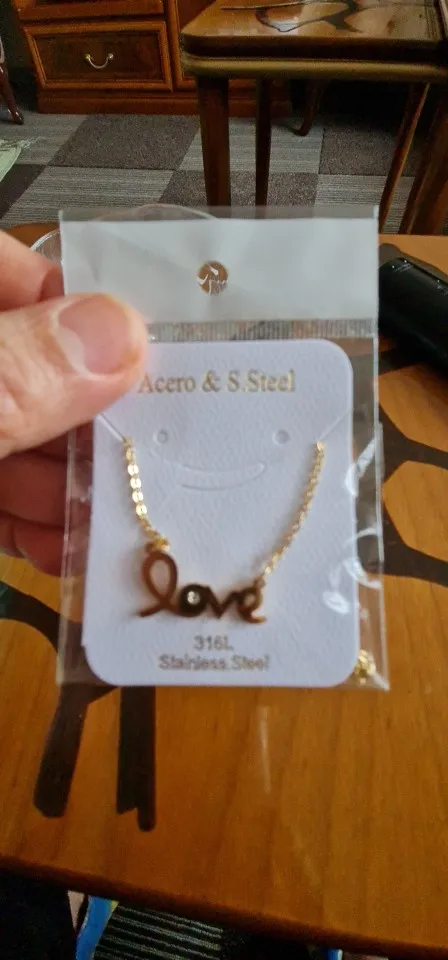 Acero & S.Steel
love
316L
Stainless Steel